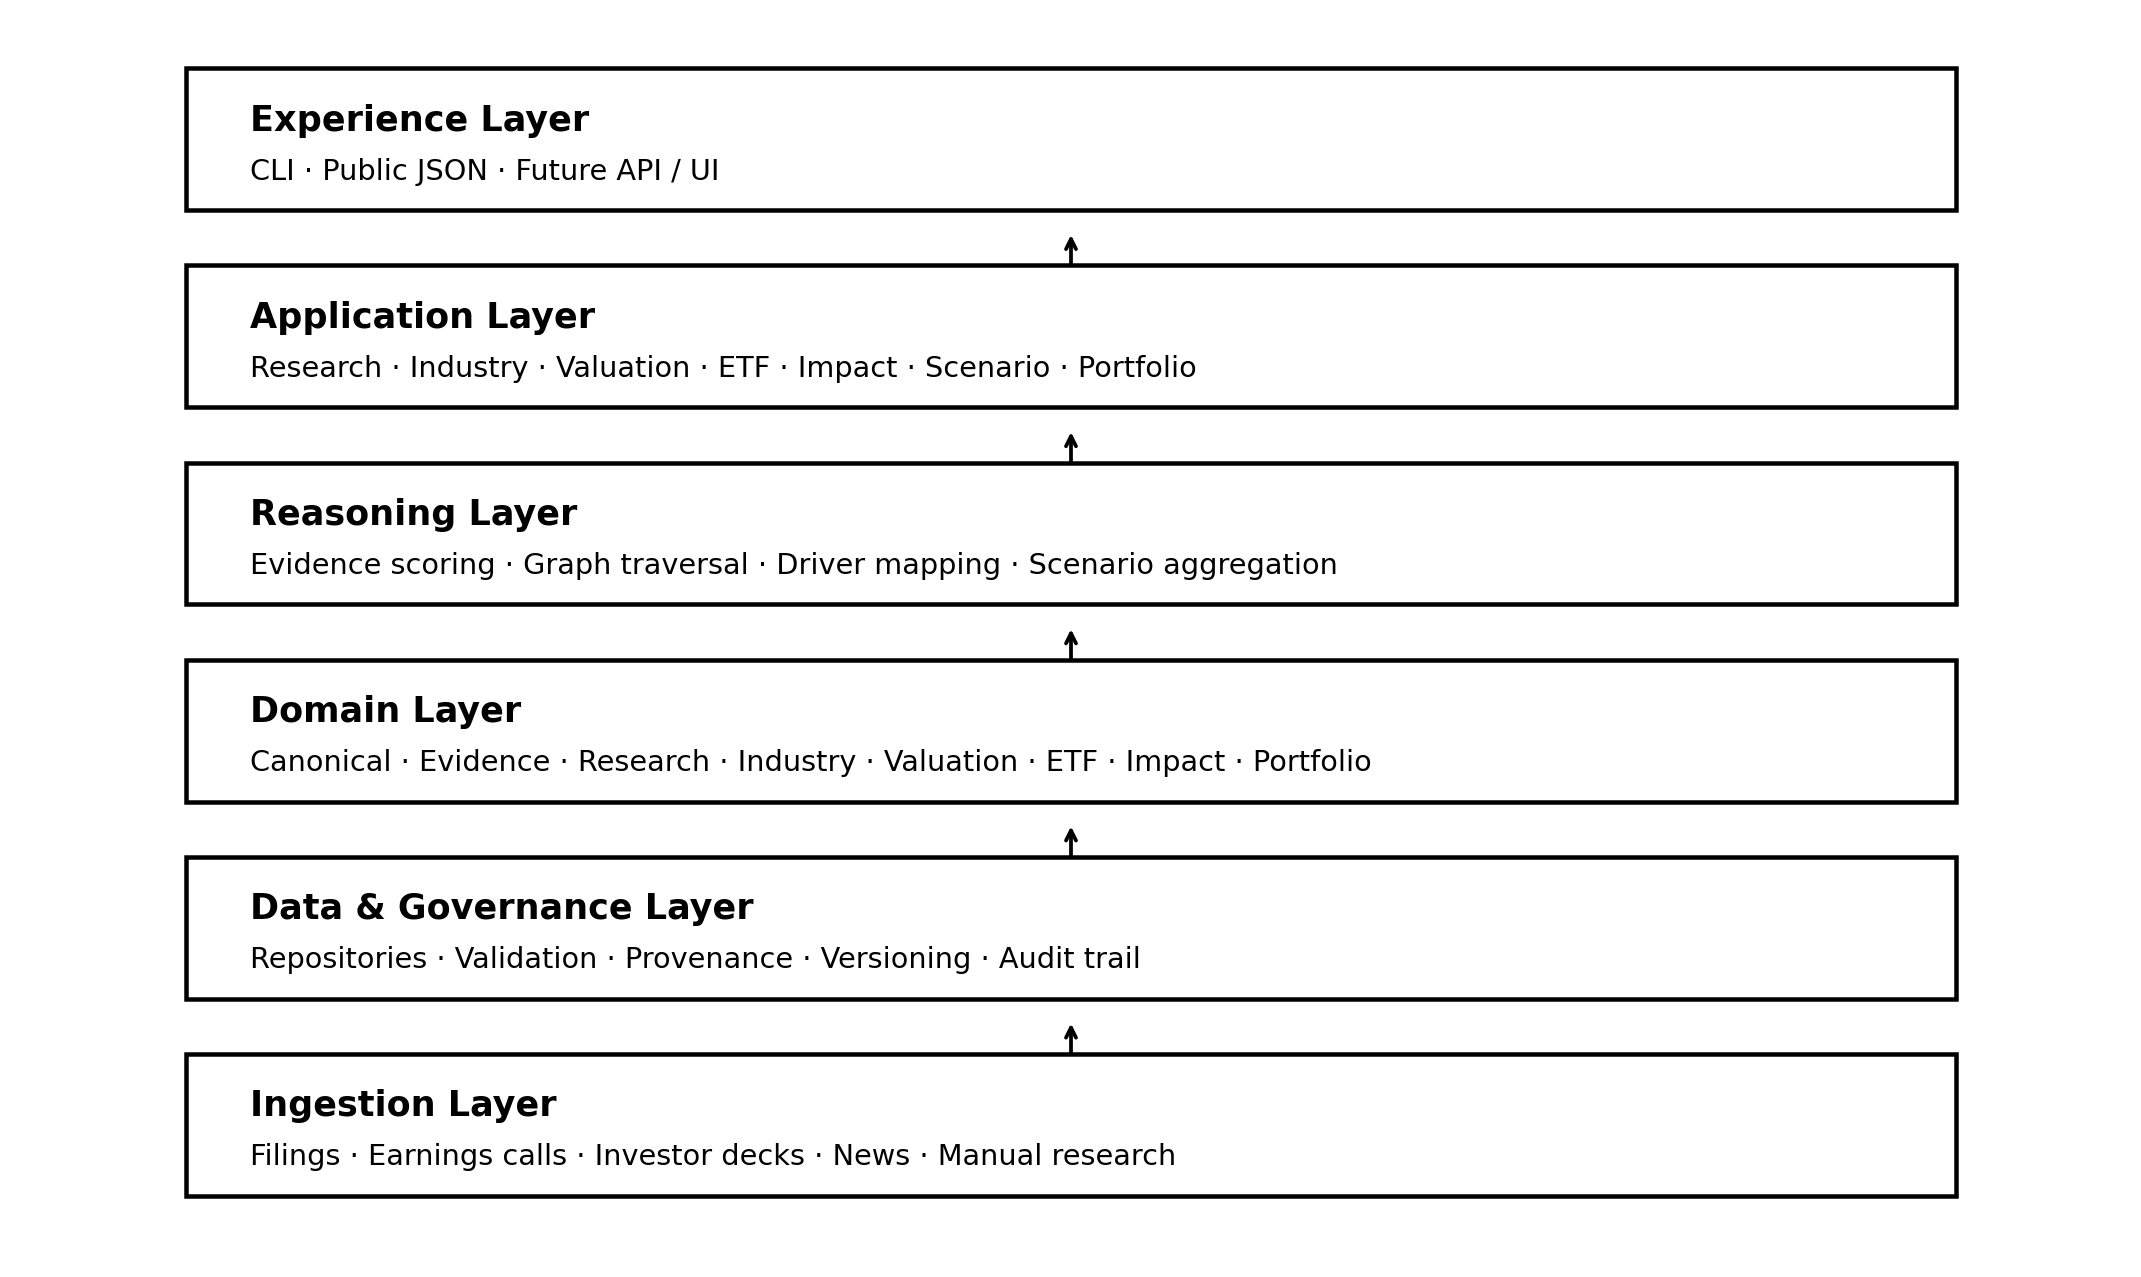 Experience Layer
CLI · Public JSON · Future API / UI
Application Layer
Research · Industry · Valuation · ETF · Impact · Scenario · Portfolio
Reasoning Layer
Evidence scoring · Graph traversal · Driver mapping · Scenario aggregation
Domain Layer
Canonical · Evidence · Research · Industry · Valuation · ETF · Impact · Portfolio
Data & Governance Layer
Repositories · Validation · Provenance · Versioning · Audit trail
Ingestion Layer
Filings · Earnings calls · Investor decks · News · Manual research